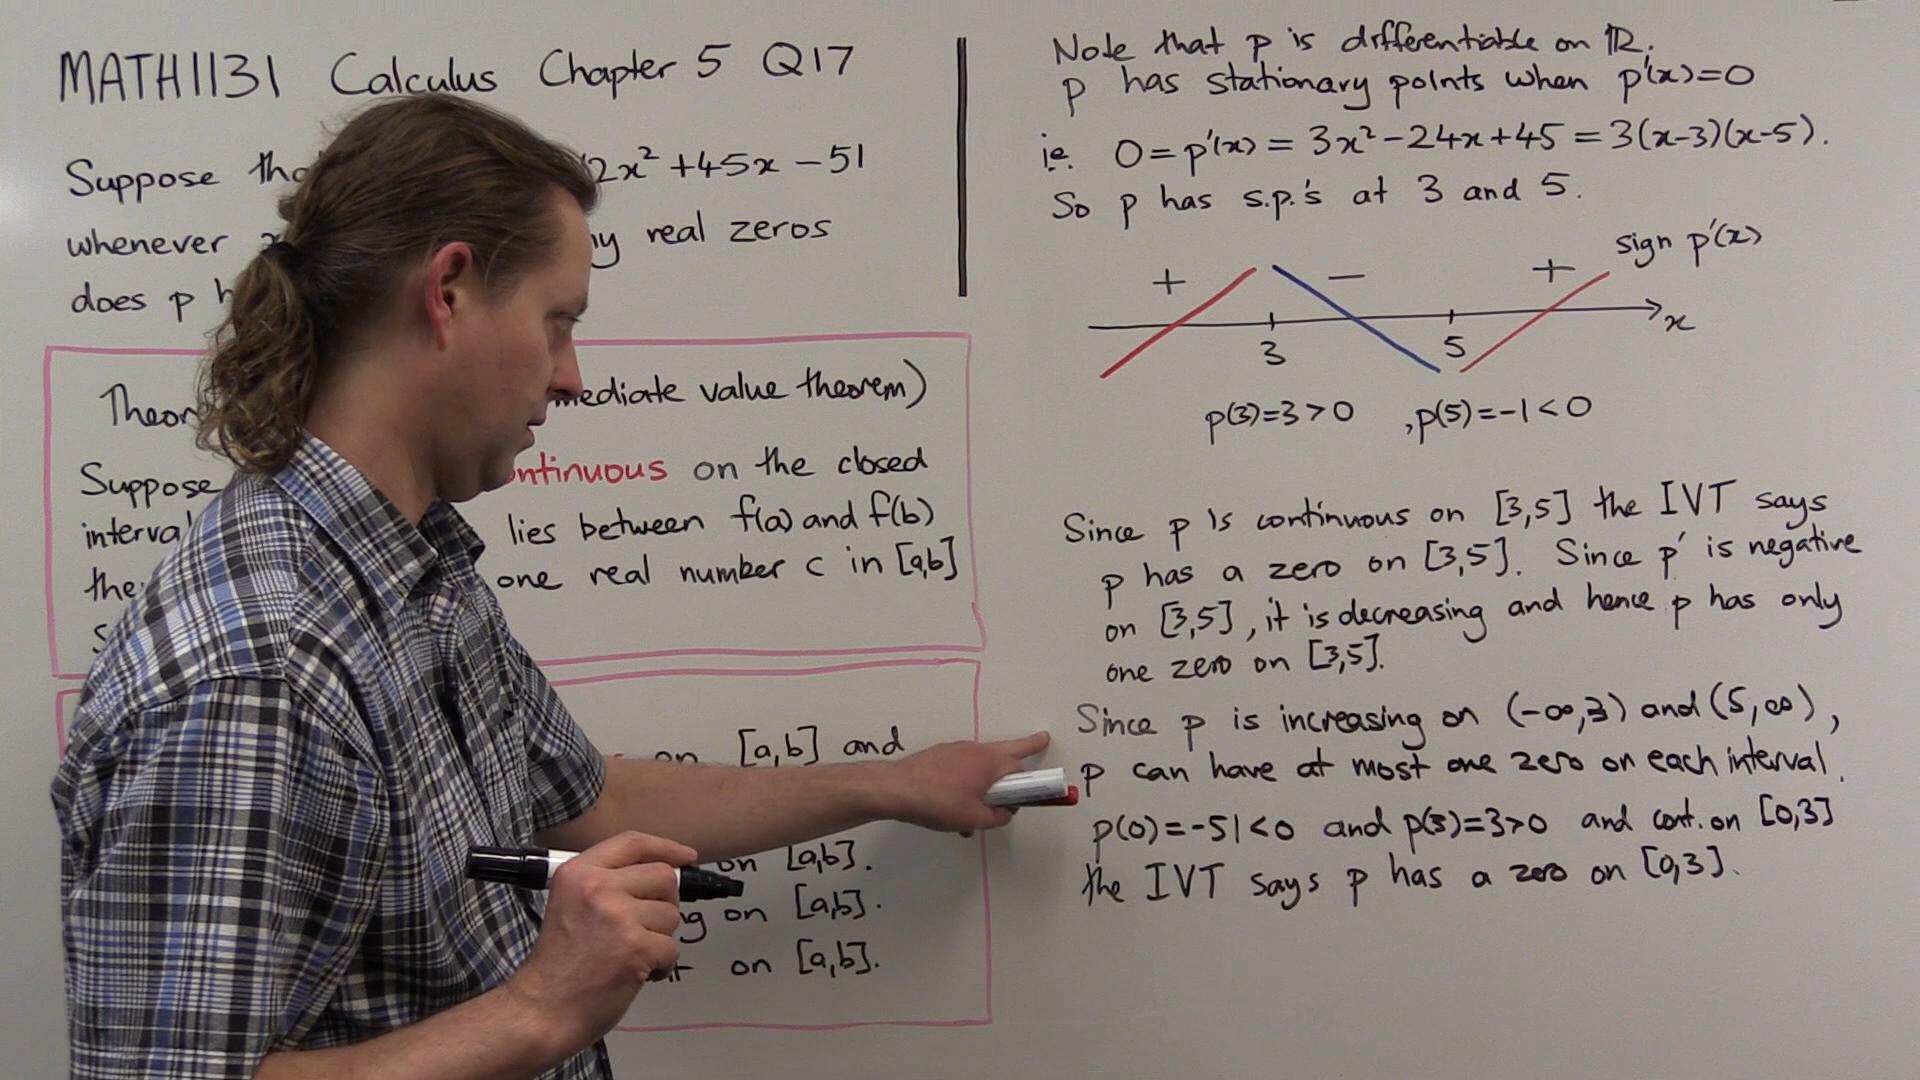 MATH1131 Calculus Chapter 5 Q17
Suppose 2x² + 45x - 51
whenever real zeros
does p
mediate value theorem)
Suppose ontinuous on the closed
interval lies between f(a) and f(b)
the one real number c in [a,b]
on [a,b] and
on [a,b].
g on [a,b].
on [a,b].
Note that p is differentiable on ℝ.
p has stationary points when p'(x)=0
ie. 0 = p'(x) = 3x² - 24x + 45 = 3(x-3)(x-5).
So p has s.p.'s at 3 and 5.
sign p'(x)
+ − +
x
3 5
p(3)=3>0 , p(5)=-1<0
Since p is continuous on [3,5] the IVT says
p has a zero on [3,5]. Since p' is negative
on [3,5], it is decreasing and hence p has only
one zero on [3,5].
Since p is increasing on (-∞,3) and (5,∞),
p can have at most one zero on each interval.
p(0)=-51<0 and p(3)=3>0 and cont. on [0,3]
the IVT says p has a zero on [0,3].